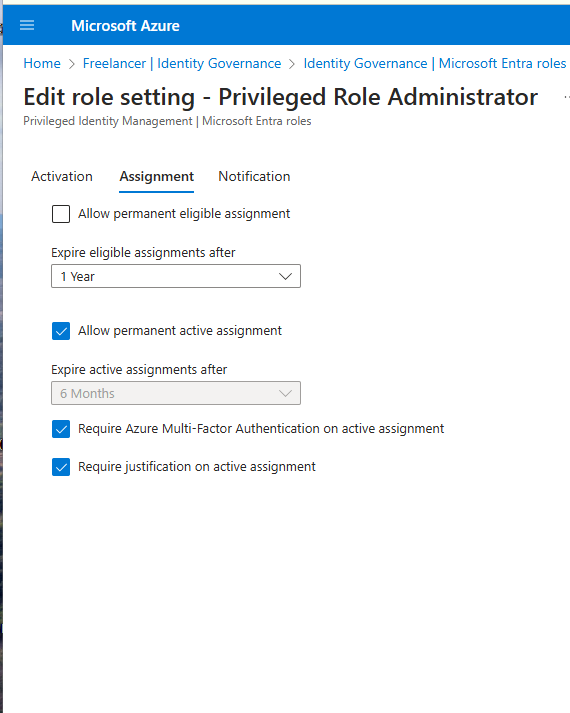 Microsoft Azure
Home > Freelancer | Identity Governance > Identity Governance | Microsoft Entra roles
Edit role setting - Privileged Role Administrator ...
Privileged Identity Management | Microsoft Entra roles
Activation Assignment Notification
Allow permanent eligible assignment
Expire eligible assignments after
1 Year
Allow permanent active assignment
Expire active assignments after
6 Months
Require Azure Multi-Factor Authentication on active assignment
Require justification on active assignment